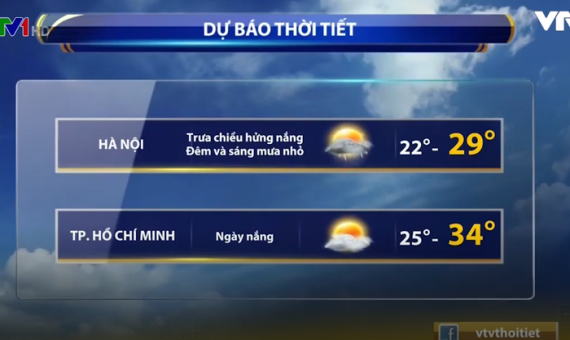 VTV1 HD
DỰ BÁO THỜI TIẾT
HÀ NỘI
Trưa chiều hửng nắng
Đêm và sáng mưa nhỏ
22°- 29°
TP. HỒ CHÍ MINH
Ngày nắng
25°- 34°
f vtvthoitiet